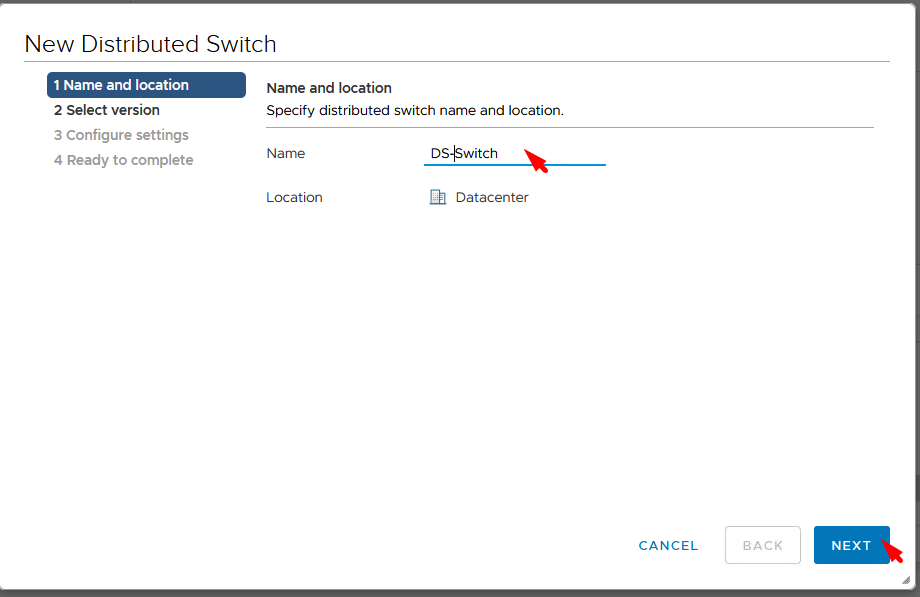 New Distributed Switch
1 Name and location
2 Select version
3 Configure settings
4 Ready to complete
Name and location
Specify distributed switch name and location.
Name
DS-Switch
Location
Datacenter
CANCEL
BACK
NEXT